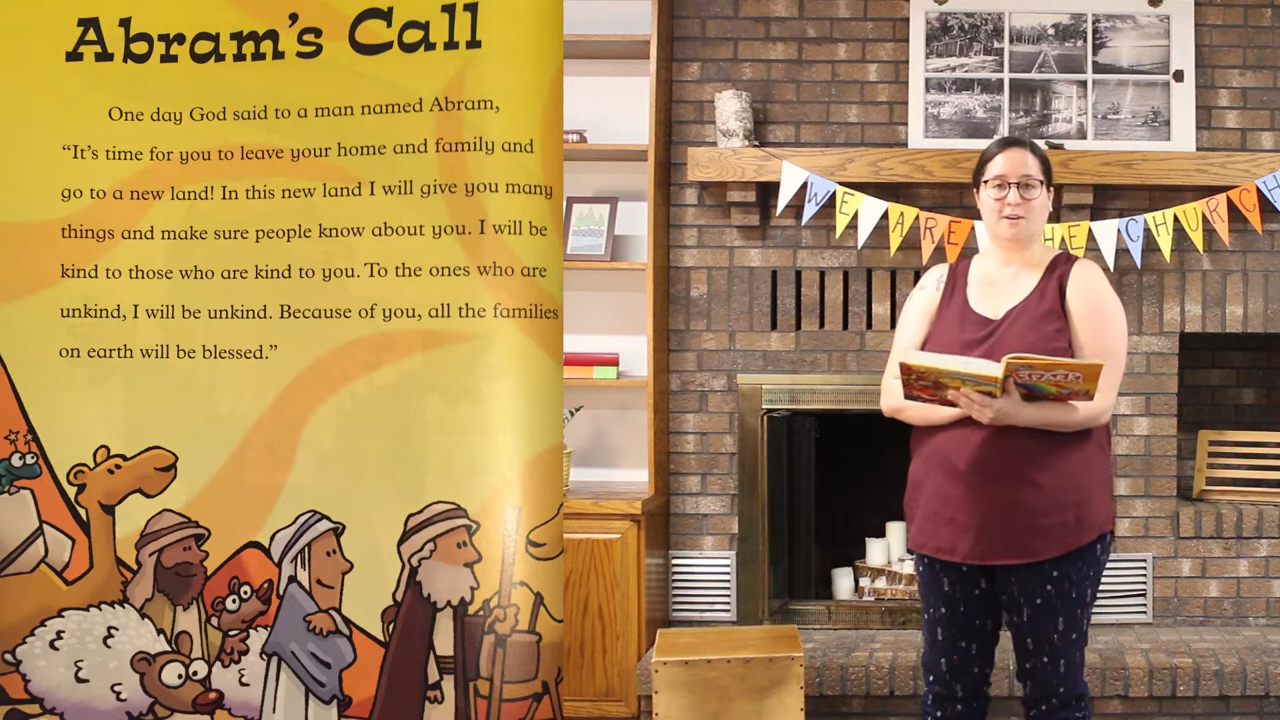 Abram's Call
One day God said to a man named Abram,
“It's time for you to leave your home and family and
go to a new land! In this new land I will give you many
things and make sure people know about you. I will be
kind to those who are kind to you. To the ones who are
unkind, I will be unkind. Because of you, all the families
on earth will be blessed.”
WE ARE HE CHURCH
SPARK